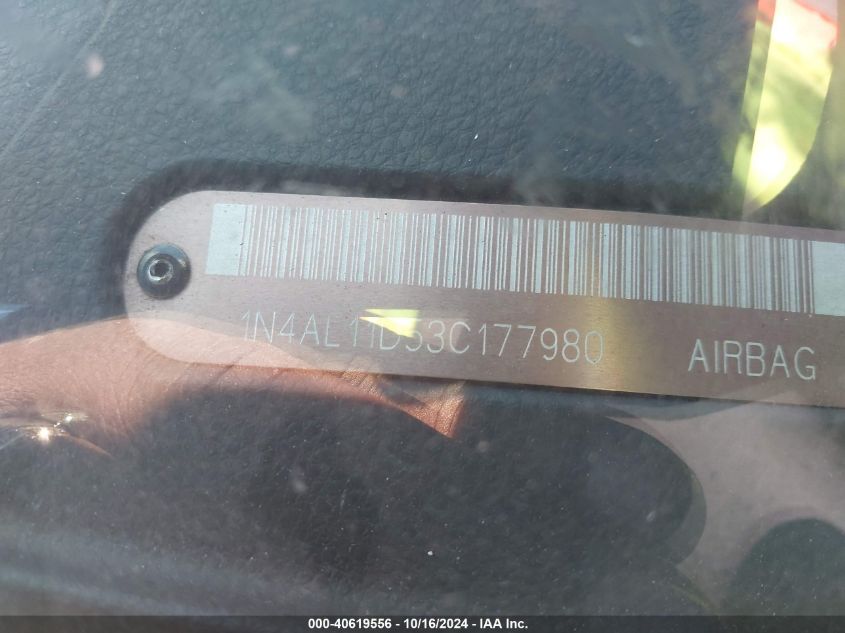 1N4AL11D53C177980 AIRBAG
000-40619556 - 10/16/2024 - IAA Inc.